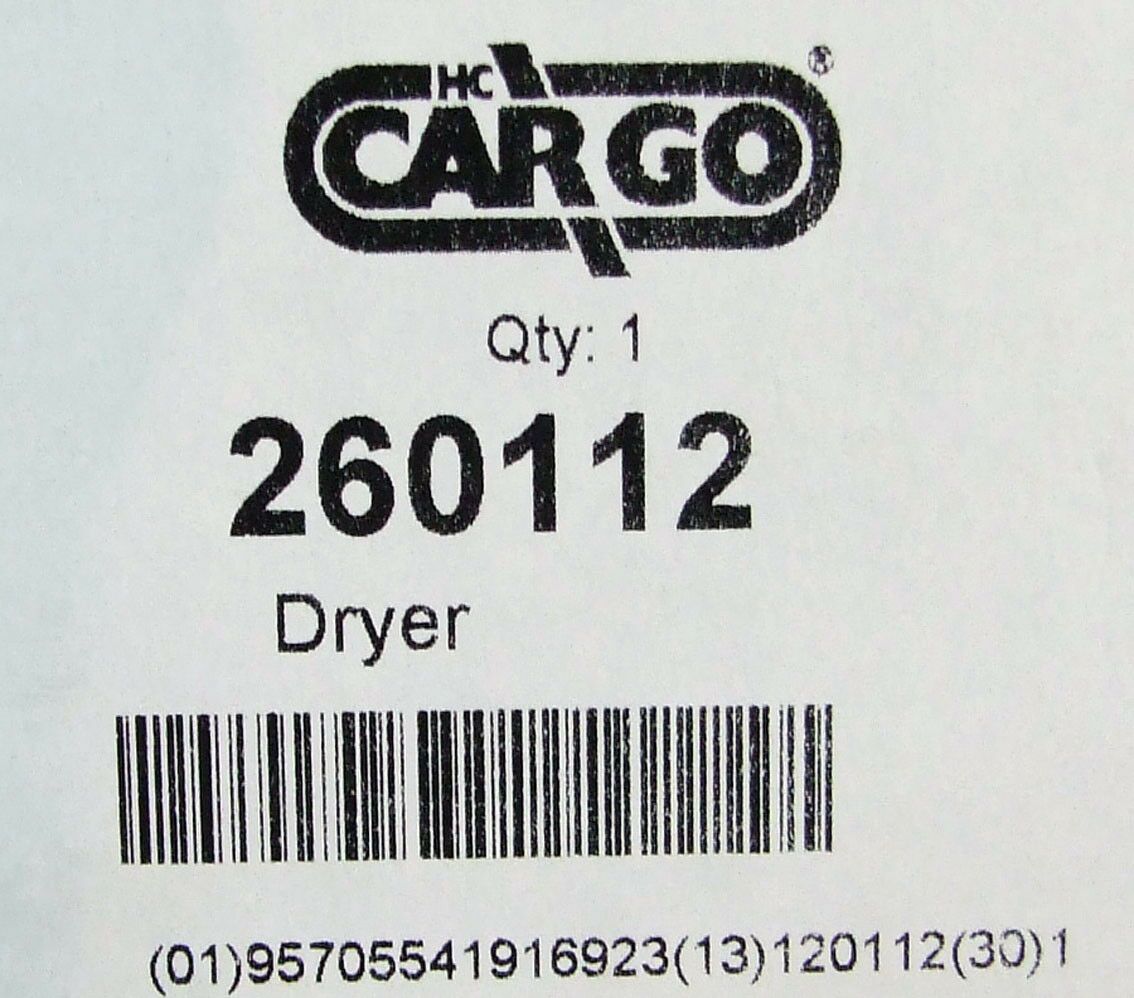 HC
CARGO®
Qty: 1
260112
Dryer
(01)95705541916923(13)120112(30)1